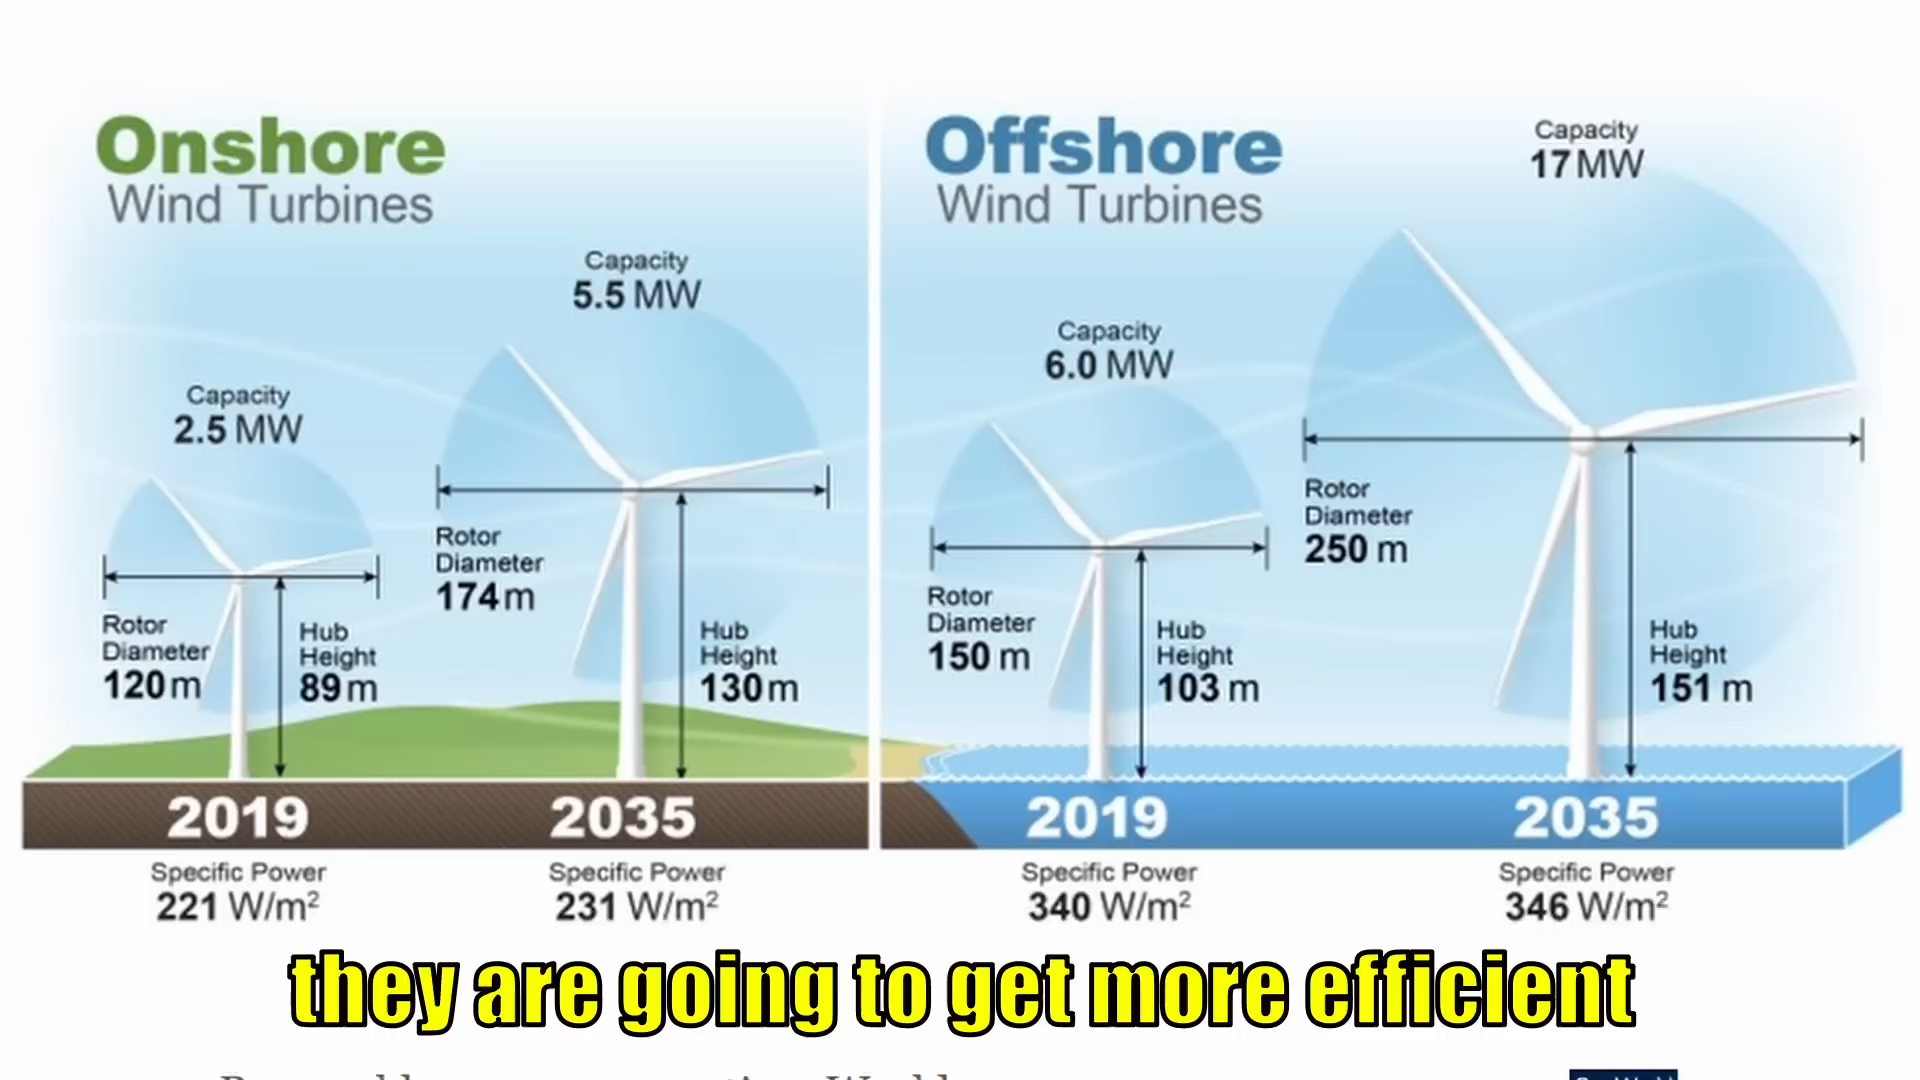 Onshore
Wind Turbines
Capacity
2.5 MW
Rotor
Diameter
120 m
Hub
Height
89 m
Capacity
5.5 MW
Rotor
Diameter
174 m
Hub
Height
130 m
2019
2035
Specific Power
221 W/m²
Specific Power
231 W/m²
Offshore
Wind Turbines
Capacity
6.0 MW
Rotor
Diameter
150 m
Hub
Height
103 m
Capacity
17 MW
Rotor
Diameter
250 m
Hub
Height
151 m
2019
2035
Specific Power
340 W/m²
Specific Power
346 W/m²
they are going to get more efficient